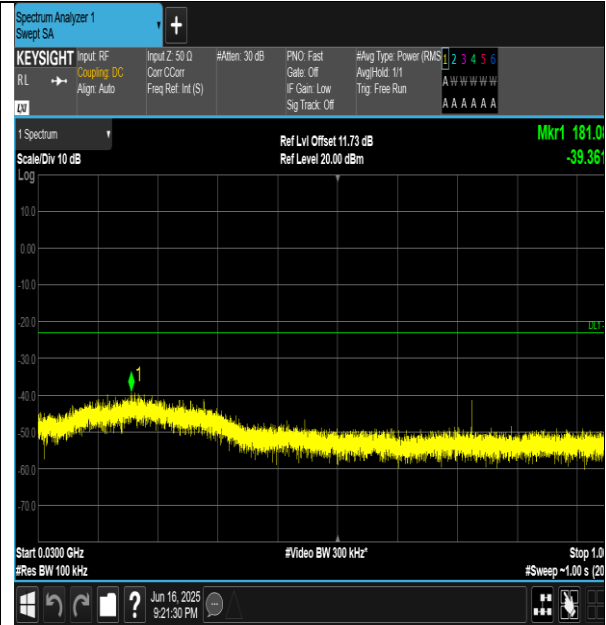 Spectrum Analyzer 1
Swept SA
+
KEYSIGHT Input: RF Input Z: 50 Ω #Atten: 30 dB PNO: Fast #Avg Type: Power (RMS 1 2 3 4 5 6
RL Coupling: DC Corr CCorr Gate: Off Avg|Hold: 1/1 A W W W W W
Align: Auto Freq Ref: Int (S) IF Gain: Low Trig: Free Run
LXI Sig Track: Off A A A A A A
1 Spectrum Ref Lvl Offset 11.73 dB Mkr1 181.0
Scale/Div 10 dB Ref Level 20.00 dBm -39.361
Log
10.0
0.00
-10.0
-20.0
DL1
-30.0
1
-40.0
-50.0
-60.0
-70.0
Start 0.0300 GHz #Video BW 300 kHz* Stop 1.0
#Res BW 100 kHz #Sweep ~1.00 s (20
? Jun 16, 2025
9:21:30 PM